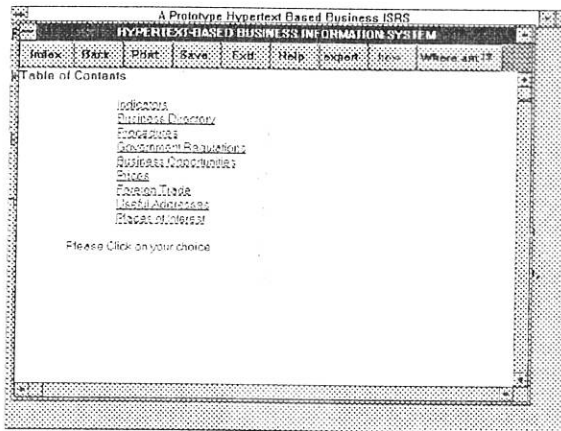 A Prototype Hypertext Based Business ISRS
HYPERTEXT-BASED BUSINESS INFORMATION SYSTEM
Index Back Print Save Exit Help export how Where am I?
Table of Contents
Indicators
Business Directory
Procedures
Government Regulations
Business Opportunities
Prices
Foreign Trade
Useful Addresses
Places of Interest
Please Click on your choice